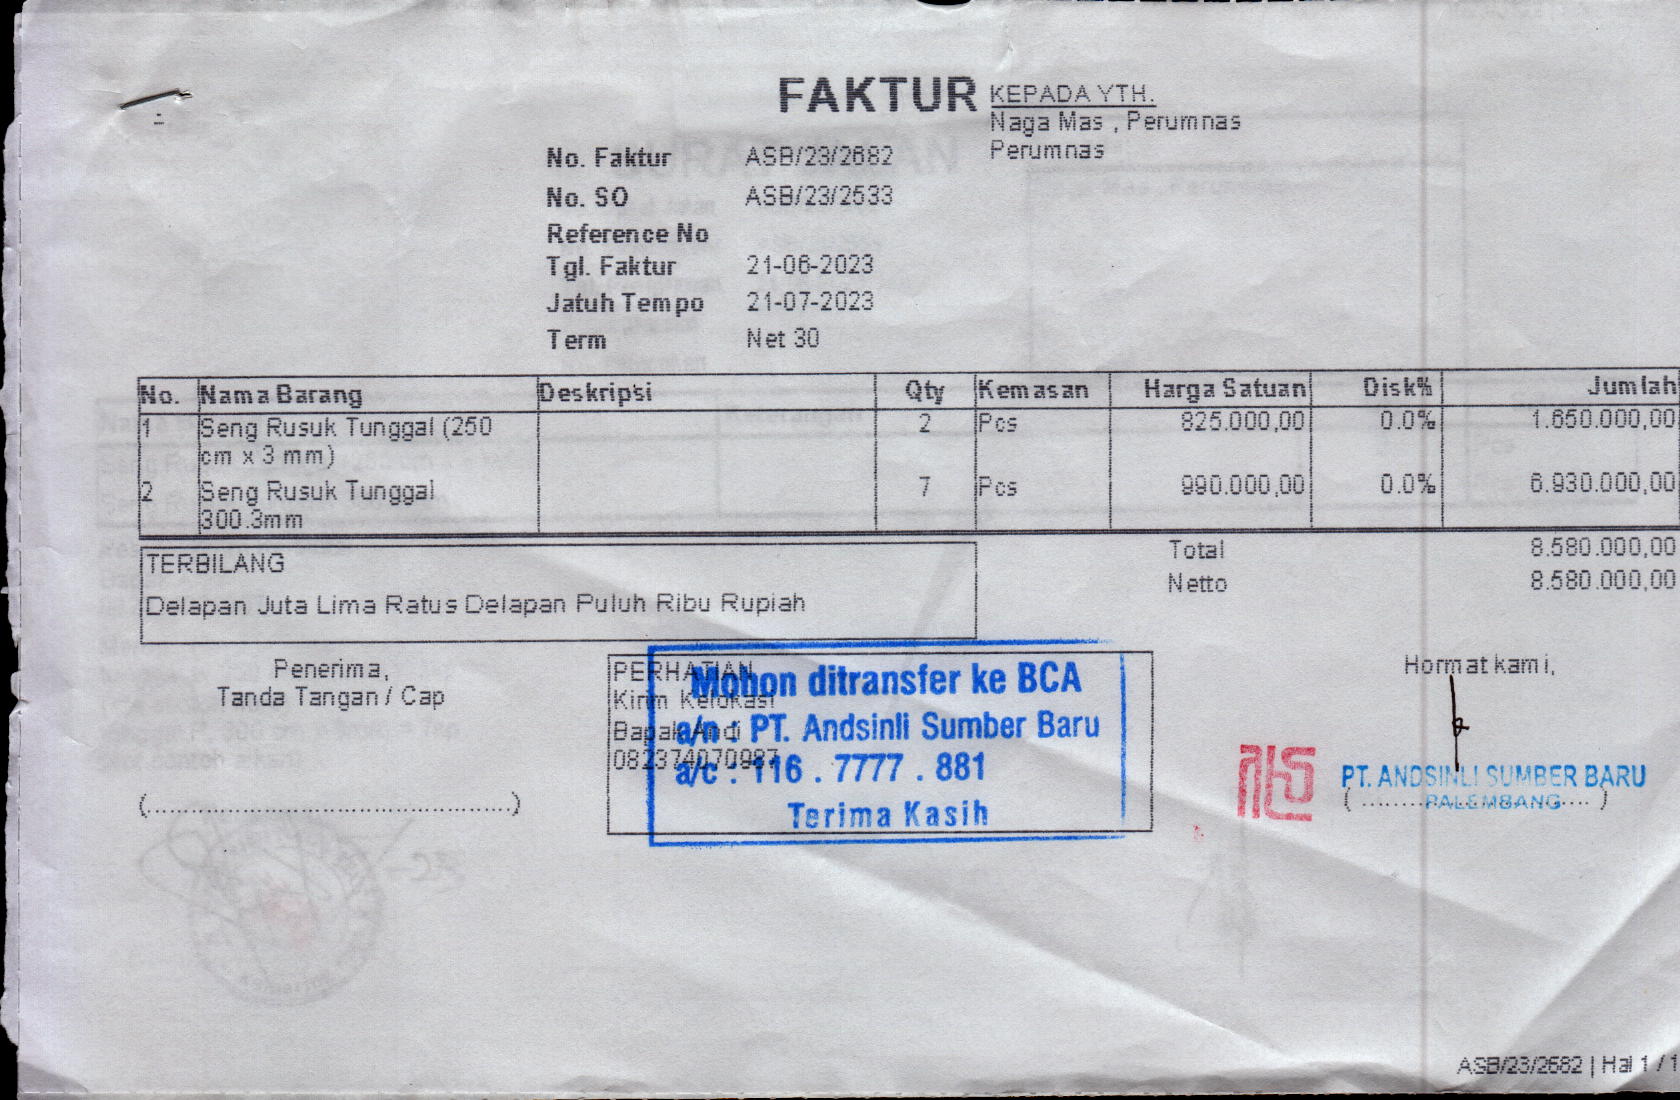 FAKTUR
KEPADA YTH.
Naga Mas , Perumnas
Perumnas
No. Faktur ASB/23/2682
No. SO ASB/23/2533
Reference No
Tgl. Faktur 21-06-2023
Jatuh Tempo 21-07-2023
Term Net 30
No. Nama Barang Deskripsi Qty Kemasan Harga Satuan Disk% Jumlah
1 Seng Rusuk Tunggal (250 2 Pcs 825.000,00 0.0% 1.650.000,00
cm x 3 mm)
2 Seng Rusuk Tunggal 7 Pcs 990.000,00 0.0% 6.930.000,00
300.3mm
TERBILANG
Delapan Juta Lima Ratus Delapan Puluh Ribu Rupiah
Total 8.580.000,00
Netto 8.580.000,00
Penerima,
Tanda Tangan / Cap
(................................................)
PERHATIAN
Kirim Kelokasi
Bapak Andi
082374070987
Mohon ditransfer ke BCA
a/n : PT. Andsinli Sumber Baru
a/c : 116 . 7777 . 881
Terima Kasih
Hormat kami,
PT. ANDSINLI SUMBER BARU
PALEMBANG
ASB/23/2682 | Hal 1 / 1